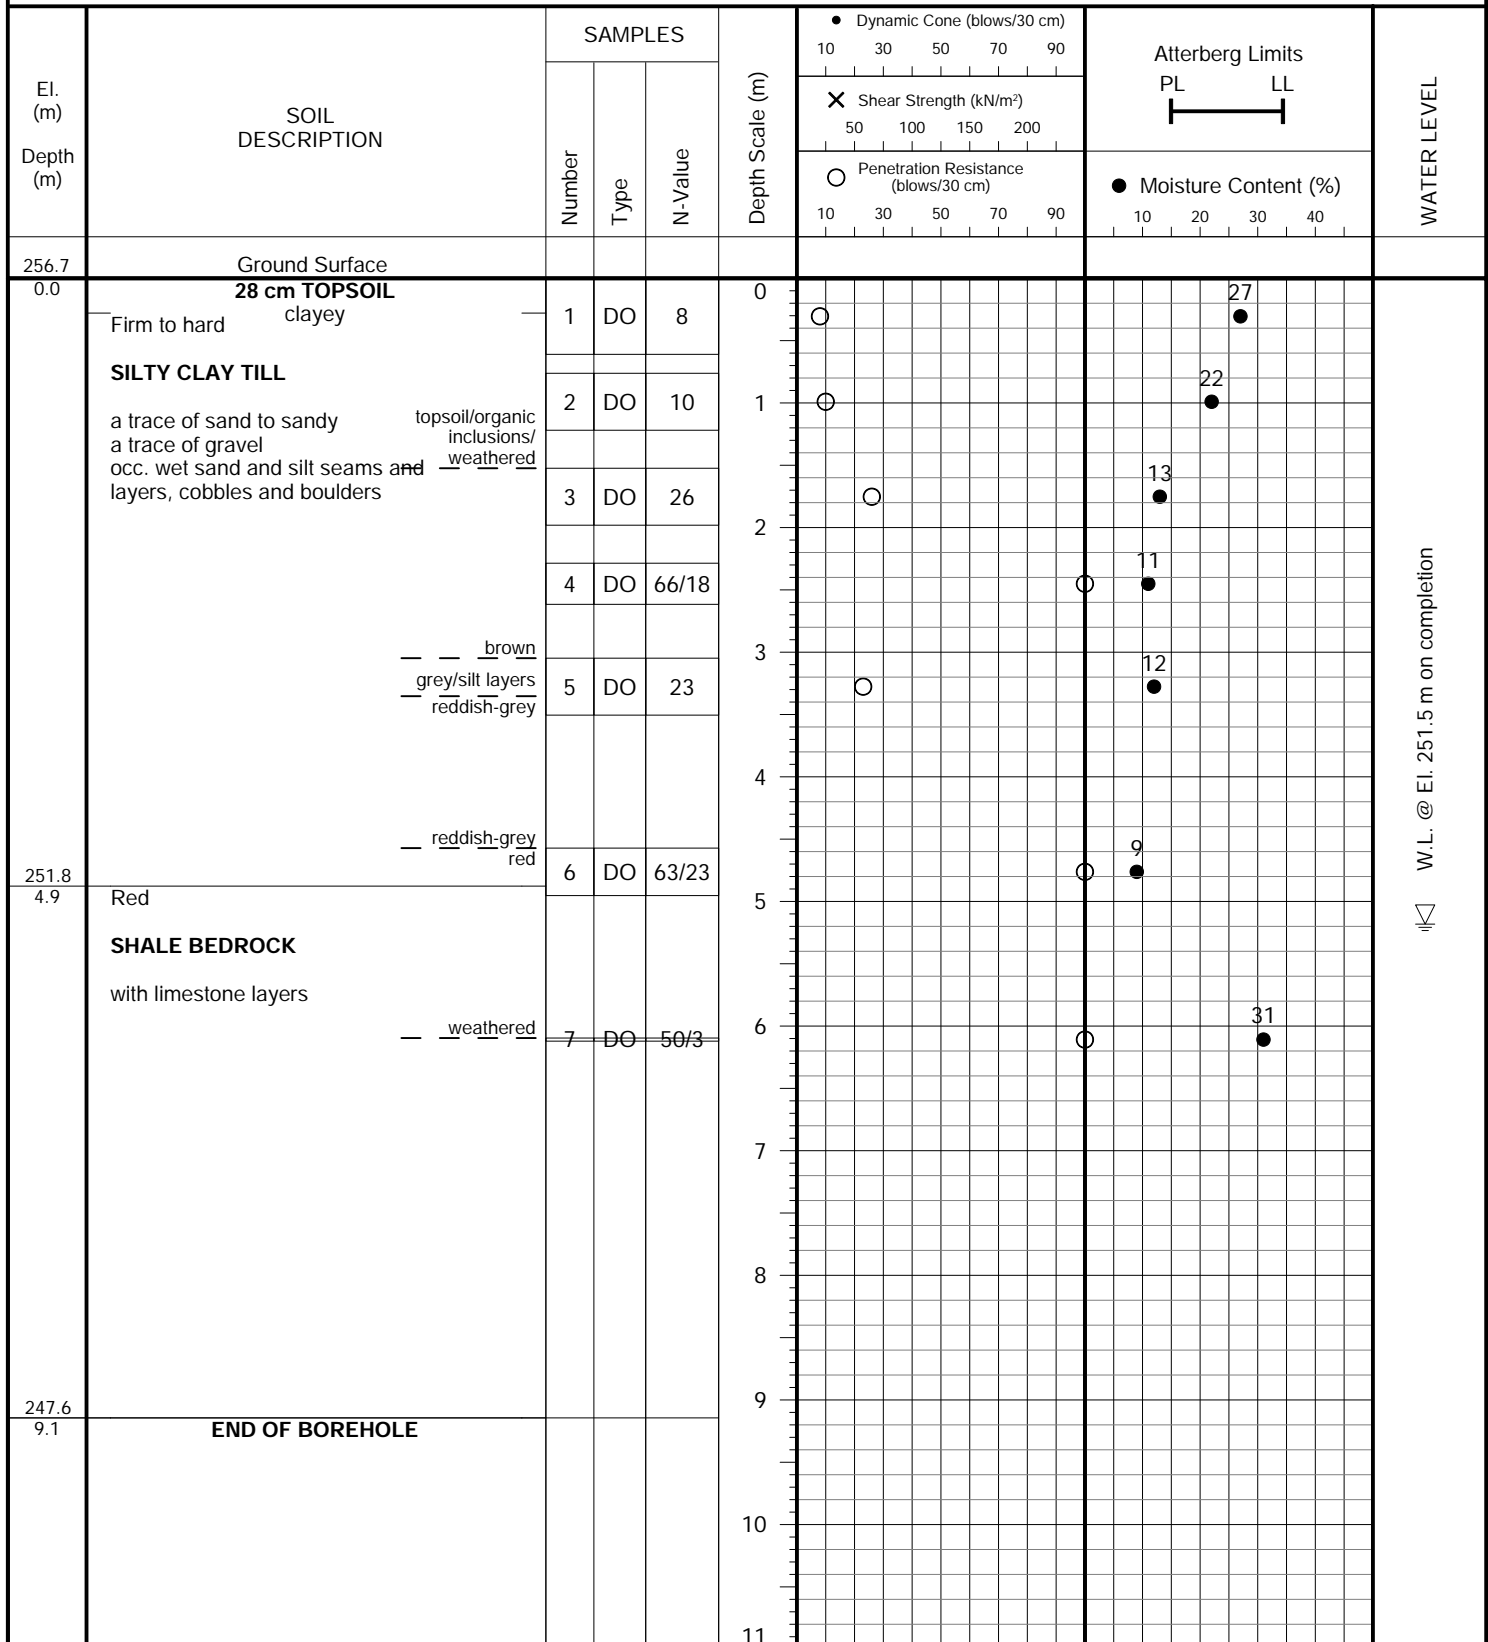 El.
(m)
Depth
(m)
SOIL
DESCRIPTION
SAMPLES
Number
Type
N-Value
Depth Scale (m)
Dynamic Cone (blows/30 cm)
10 30 50 70 90
Shear Strength (kN/m²)
50 100 150 200
Penetration Resistance
(blows/30 cm)
10 30 50 70 90
Atterberg Limits
PL LL
Moisture Content (%)
10 20 30 40
WATER LEVEL
256.7 Ground Surface
0.0 28 cm TOPSOIL 0 27
clayey
Firm to hard 1 DO 8
SILTY CLAY TILL 22
a trace of sand to sandy topsoil/organic 2 DO 10 1
a trace of gravel inclusions/
occ. wet sand and silt seams and weathered
layers, cobbles and boulders 3 DO 26 13
2
11
4 DO 66/18
brown 3
12
grey/silt layers 5 DO 23
reddish-grey
4
reddish-grey 9
red
251.8 6 DO 63/23
4.9 Red 5
SHALE BEDROCK
with limestone layers
31
weathered 6
7 DO 50/3
7
8
9
247.6
9.1 END OF BOREHOLE
10
11
W.L. @ El. 251.5 m on completion